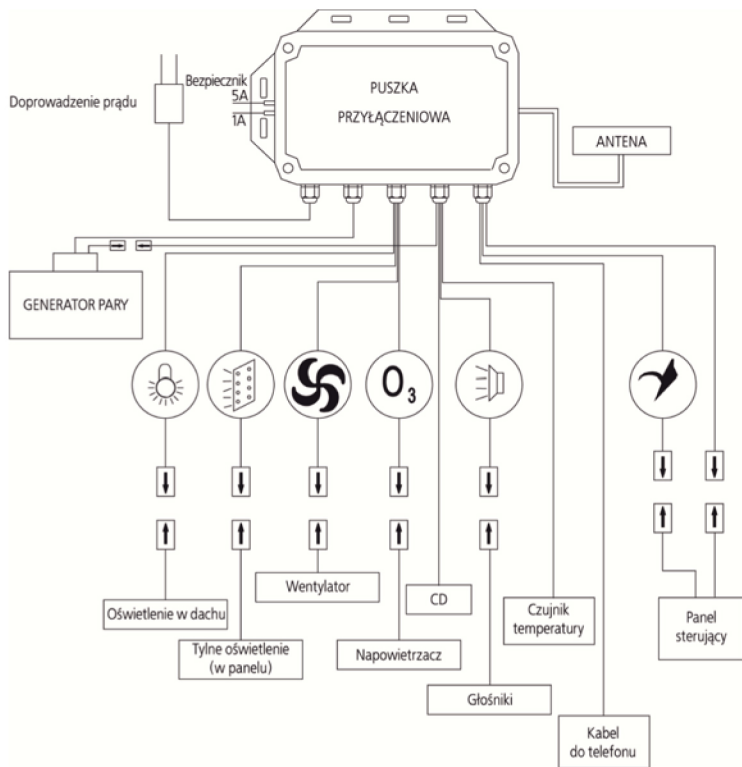 Bezpiecznik
5A
1A
Doprowadzenie prądu
PUSZKA
PRZYŁĄCZENIOWA
ANTENA
GENERATOR PARY
O3
Oświetlenie w dachu
Tylne oświetlenie
(w panelu)
Wentylator
Napowietrzacz
CD
Głośniki
Czujnik
temperatury
Kabel
do telefonu
Panel
sterujący